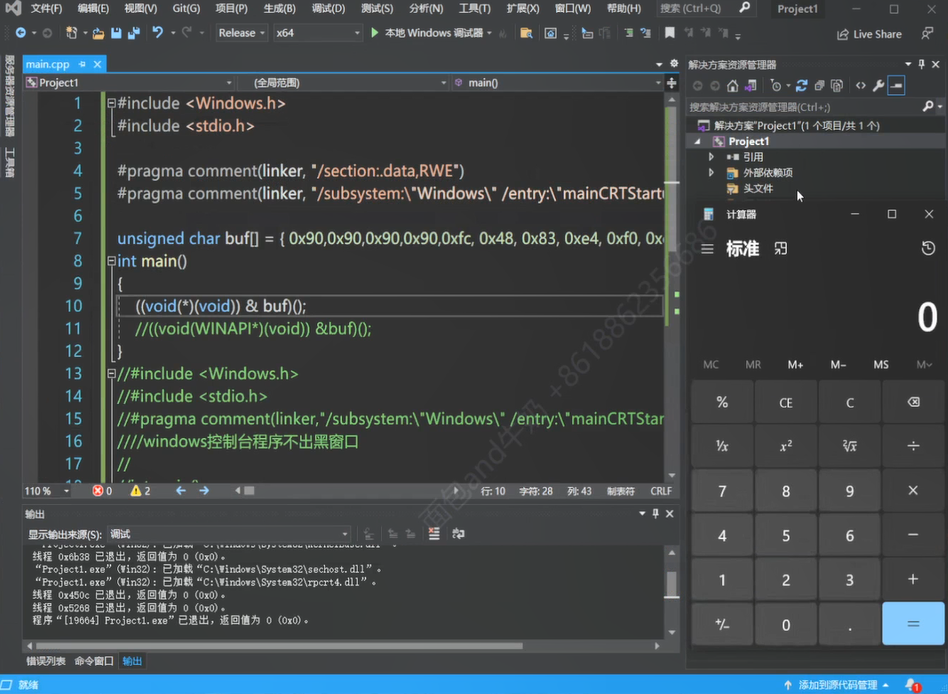 文件(F) 编辑(E) 视图(V) Git(G) 项目(P) 生成(B) 调试(D) 测试(S) 分析(N) 工具(T) 扩展(X) 窗口(W) 帮助(H) 搜索 (Ctrl+Q) Project1
Release x64 本地 Windows 调试器 Live Share
服务器资源管理器
工具箱
main.cpp
Project1 (全局范围) main()
1 #include <Windows.h>
2 #include <stdio.h>
3
4 #pragma comment(linker, "/section:.data,RWE")
5 #pragma comment(linker, "/subsystem:\"Windows\" /entry:\"mainCRTStart
6
7 unsigned char buf[] = { 0x90,0x90,0x90,0x90,0xfc, 0x48, 0x83, 0xe4, 0xf0,
8 int main()
9 {
10 ((void(*)(void)) & buf)();
11 //((void(WINAPI*)(void)) &buf)();
12 }
13 //#include <Windows.h>
14 //#include <stdio.h>
15 //#pragma comment(linker,"/subsystem:\"Windows\" /entry:\"mainCRTStar
16 ////windows控制台程序不出黑窗口
17 //
110 % 0 2 行: 10 字符: 28 列: 43 制表符 CRLF
输出
显示输出来源(S): 调试
线程 0x6b38 已退出，返回值为 0 (0x0)。
“Project1.exe”(Win32): 已加载“C:\Windows\System32\sechost.dll”。
“Project1.exe”(Win32): 已加载“C:\Windows\System32\rpcrt4.dll”。
线程 0x450c 已退出，返回值为 0 (0x0)。
线程 0x5268 已退出，返回值为 0 (0x0)。
程序“[19664] Project1.exe”已退出，返回值为 0 (0x0)。
错误列表 命令窗口 输出
就绪 添加到源代码管理 1
解决方案资源管理器
搜索解决方案资源管理器(Ctrl+;)
解决方案"Project1"(1 个项目/共 1 个)
Project1
引用
外部依赖项
头文件
计算器
标准
0
MC MR M+ M− MS M
% CE C
¹/x x² ²√x ÷
7 8 9 ×
4 5 6 −
1 2 3 +
+/− 0 . =
面包and牛奶 +8618862356686